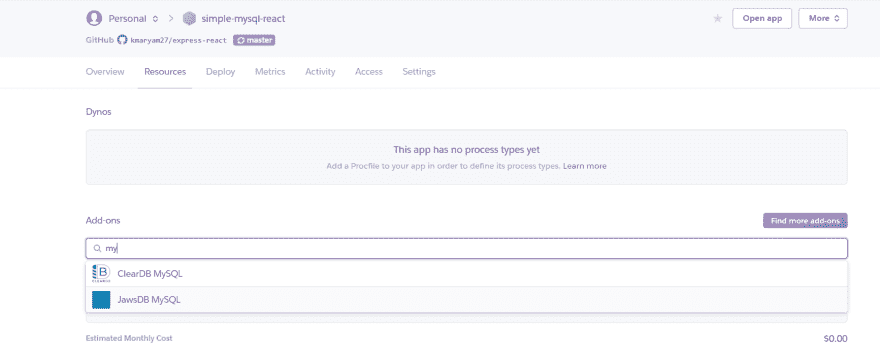 Personal simple-mysql-react Open app More
GitHub kmaryam27/express-react master
Overview Resources Deploy Metrics Activity Access Settings
Dynos
This app has no process types yet
Add a Procfile to your app in order to define its process types. Learn more
Add-ons Find more add-ons
my
ClearDB MySQL
JawsDB MySQL
Estimated Monthly Cost $0.00